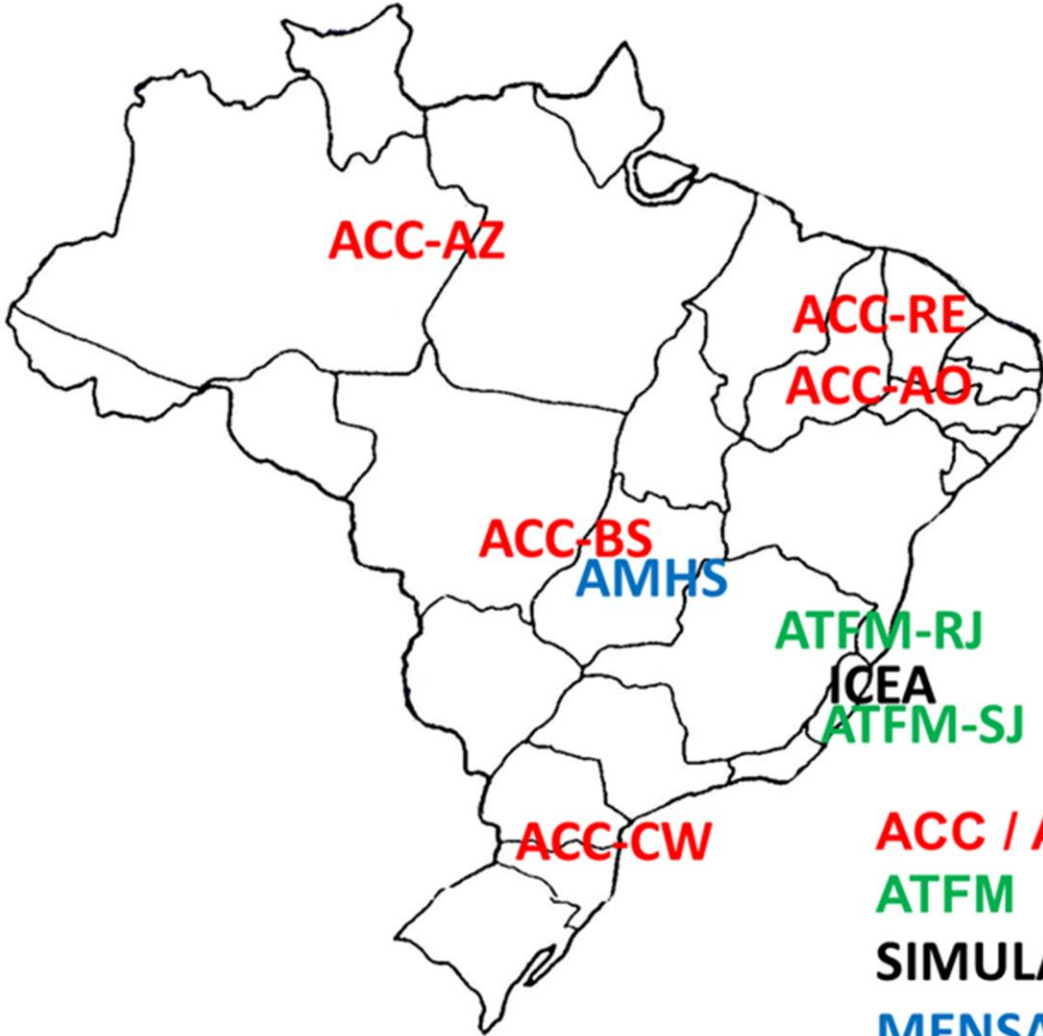 ACC-AZ
ACC-RE
ACC-AO
ACC-BS
AMHS
ATFM-RJ
ICEA
ATFM-SJ
ACC-CW
ACC /
ATFM